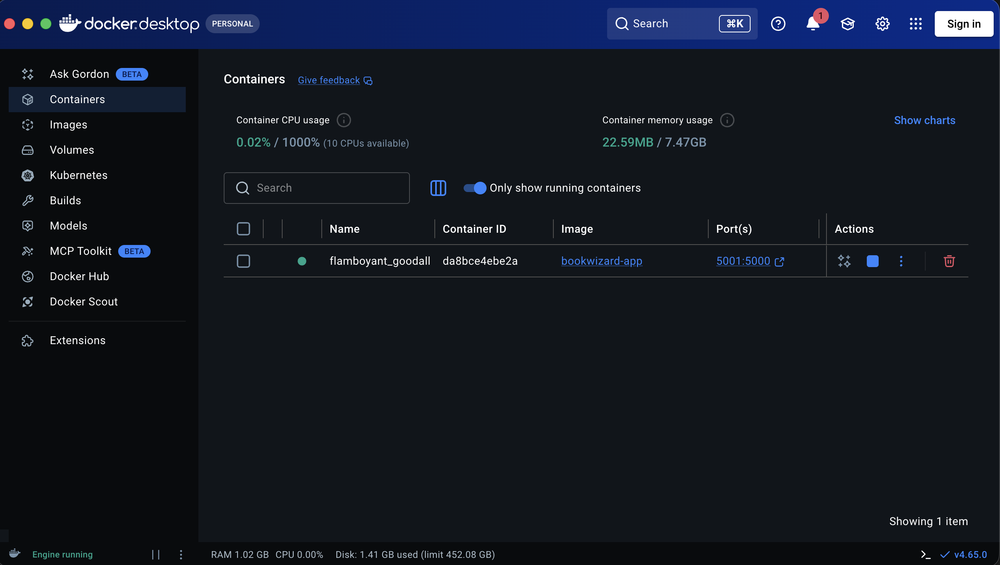 docker desktop PERSONAL
Search ⌘K
1
Sign in
Ask Gordon BETA
Containers
Images
Volumes
Kubernetes
Builds
Models
MCP Toolkit BETA
Docker Hub
Docker Scout
Extensions
Containers Give feedback
Container CPU usage
0.02% / 1000% (10 CPUs available)
Container memory usage
22.59MB / 7.47GB
Show charts
Search
Only show running containers
Name Container ID Image Port(s) Actions
flamboyant_goodall da8bce4ebe2a bookwizard-app 5001:5000
Showing 1 item
Engine running
RAM 1.02 GB CPU 0.00% Disk: 1.41 GB used (limit 452.08 GB)
v4.65.0